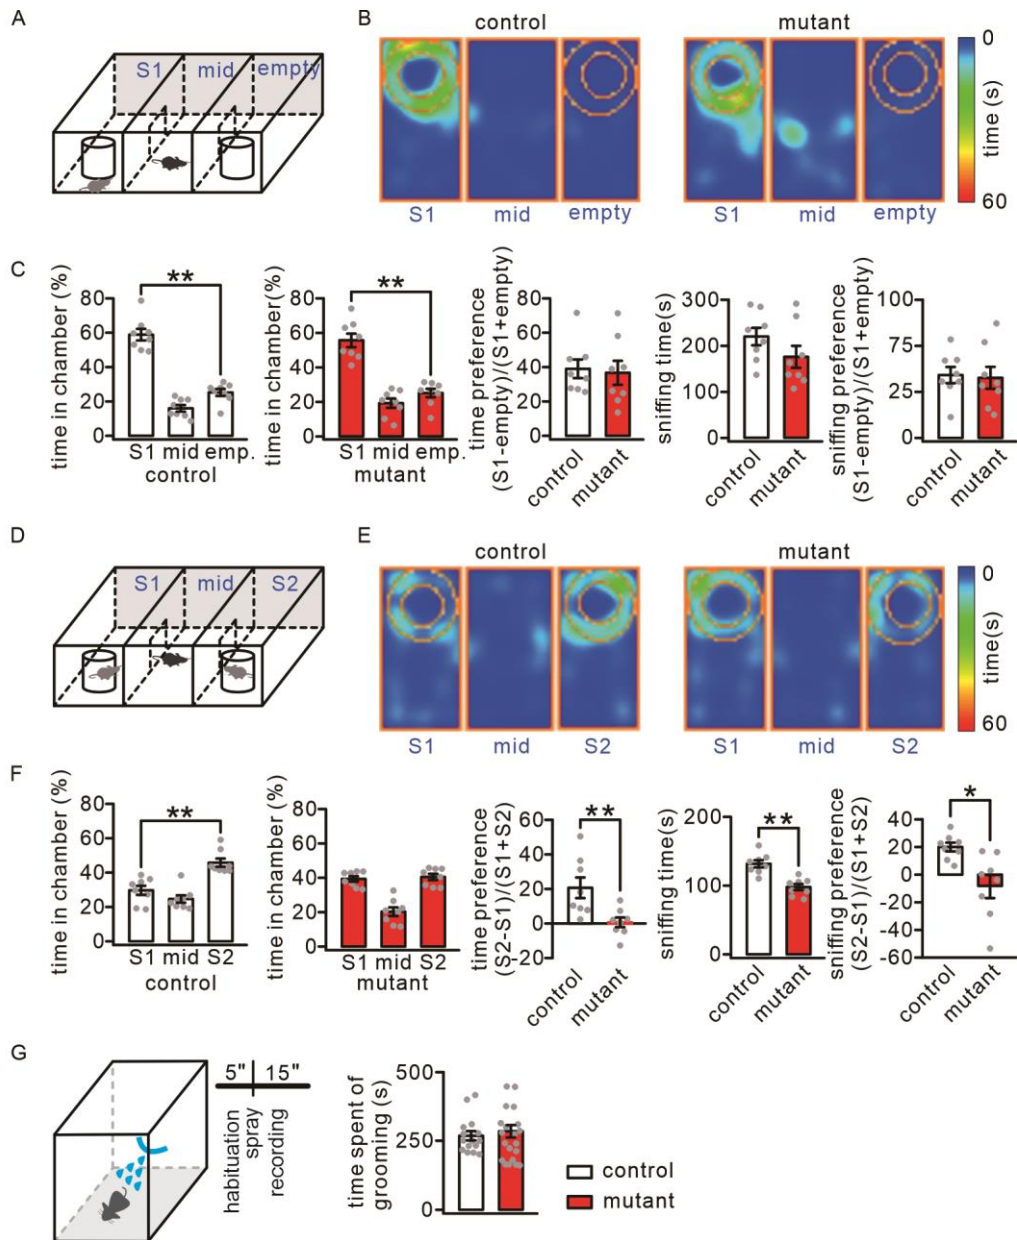 A
S1 mid empty
B
control mutant
S1 mid empty
S1 mid empty
0
time (s)
60
C
time in chamber (%)
80
60
40
20
0
S1 mid emp.
control
**
time in chamber(%)
80
60
40
20
0
S1 mid emp.
mutant
**
time preference
(S1-empty)/(S1+empty)
80
60
40
20
0
control
mutant
sniffing time(s)
300
200
100
0
control
mutant
sniffing preference
(S1-empty)/(S1+empty)
100
75
25
0
control
mutant
D
S1 mid S2
E
control mutant
S1 mid S2
S1 mid S2
0
time(s)
60
F
time in chamber (%)
80
60
40
20
0
S1 mid S2
control
**
time in chamber (%)
80
60
40
20
0
S1 mid S2
mutant
time preference
(S2-S1)/(S1+S2)
60
40
20
0
-20
control
mutant
**
sniffing time(s)
200
100
0
control
mutant
**
sniffing preference
(S2-S1)/(S1+S2)
40
20
0
-20
-40
-60
control
mutant
*
G
5" 15"
habituation
spray
recording
time spent of
grooming (s)
500
250
0
control
mutant